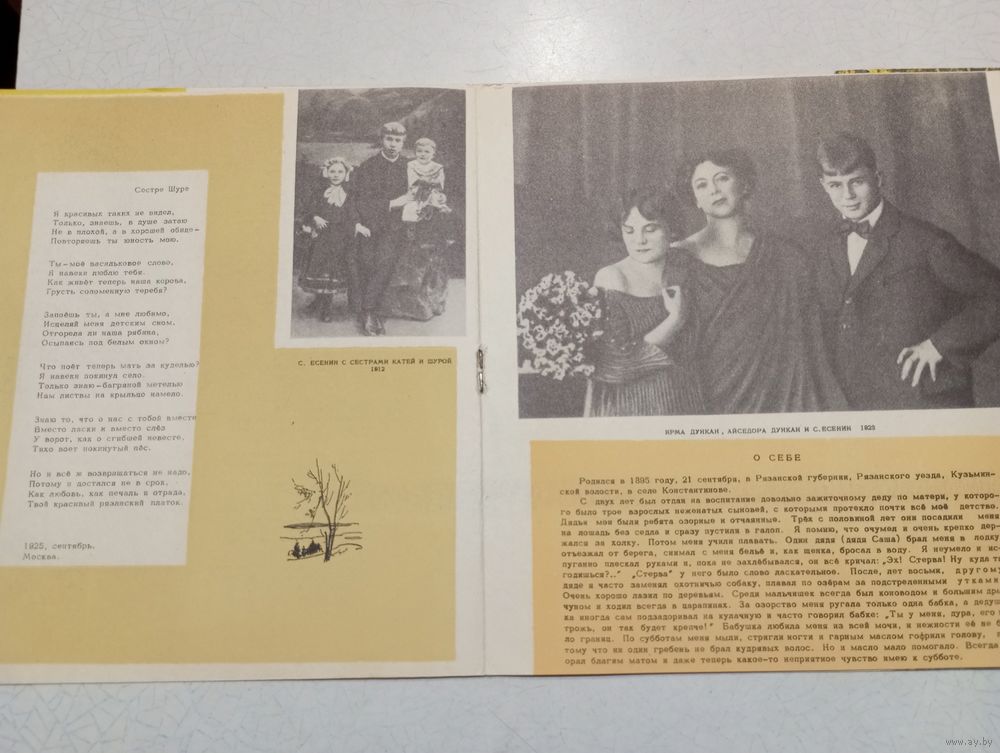 Сестре Шуре
Я красивых таких не видел,
Только, знаешь, в душе затаю
Не в плохой, а в хорошей обиде—
Повторяешь ты юность мою.
Ты—моё васильковое слово,
Я навеки люблю тебя.
Как живёт теперь наша корова,
Грусть соломенную теребя?
Запоёшь ты, а мне любимо,
Исцеляй меня детским сном.
Отгорела ли наша рябина,
Осыпаясь под белым окном?
Что поёт теперь мать за куделью?
Я навеки покинул село.
Только знаю—багряной метелью
Нам листвы на крыльцо намело.
Знаю то, что о нас с тобой вместе
Вместо ласки и вместо слёз
У ворот, как о сгибшей невесте,
Тихо воет покинутый пёс.
Но и всё ж возвращаться не надо,
Потому и достался не в срок,
Как любовь, как печаль и отрада,
Твой красивый рязанский платок.
1925, сентябрь.
Москва.
С. ЕСЕНИН С СЕСТРАМИ КАТЕЙ И ШУРОЙ
1912
ИРМА ДУНКАН, АЙСЕДОРА ДУНКАН И С.ЕСЕНИН 1923
О СЕБЕ
Родился в 1895 году, 21 сентября, в Рязанской губернии, Рязанского уезда, Кузьмин-
ской волости, в селе Константинове.
С двух лет был отдан на воспитание довольно зажиточному деду по матери, у которо-
го было трое взрослых неженатых сыновей, с которыми протекло почти всё моё детство.
Дядья мои были ребята озорные и отчаянные. Трёх с половиной лет они посадили меня
на лошадь без седла и сразу пустили в галоп. Я помню, что очумел и очень крепко дер-
жался за холку. Потом меня учили плавать. Один дядя (дядя Саша) брал меня в лодку,
отъезжал от берега, снимал с меня бельё и, как щенка, бросал в воду. Я неумело и ис-
пуганно плескал руками и, пока не захлёбывался, он всё кричал: „Эх! Стерва! Ну куда т
годишься?.." „Стерва" у него было слово ласкательное. После, лет восьми, другому
дяде я часто заменял охотничью собаку, плавал по озёрам за подстреленными утками.
Очень хорошо лазил по деревьям. Среди мальчишек всегда был коноводом и большим дра-
чуном и ходил всегда в царапинах. За озорство меня ругала только одна бабка, а дедуш-
ка иногда сам подзадоривал на кулачную и часто говорил бабке: „Ты у меня, дура, его
трожь, он так будет крепче!" Бабушка любила меня из всей мочи, и нежности её не б
ло границ. По субботам меня мыли, стригли ногти и гарным маслом гофрили голову,
тому что ни один гребень не брал кудрявых волос. Но и масло мало помогало. Всегда
орал благим матом и даже теперь какое-то неприятное чувство имею к субботе.
www.ay.by